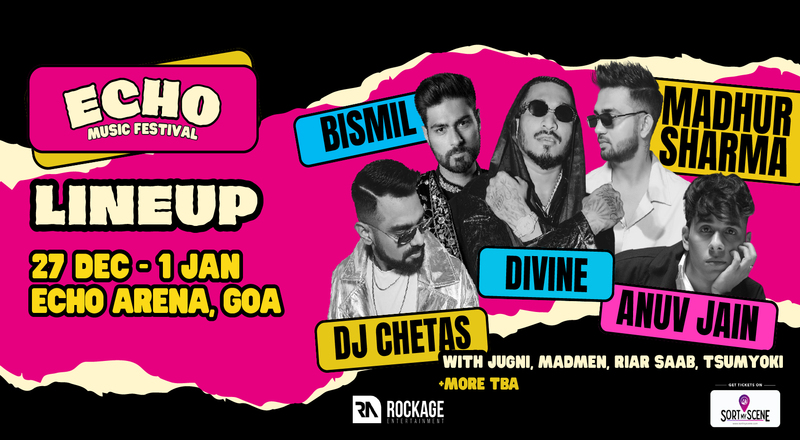 ECHO
MUSIC FESTIVAL
LINEUP
27 DEC - 1 JAN
ECHO ARENA, GOA
BISMIL
MADHUR
SHARMA
DIVINE
ANUV JAIN
DJ CHETAS
WITH JUGNI, MADMEN, RIAR SAAB, TSUMYOKI
+MORE TBA
RA ROCKAGE
ENTERTAINMENT
GET TICKETS ON
SORT MY SCENE